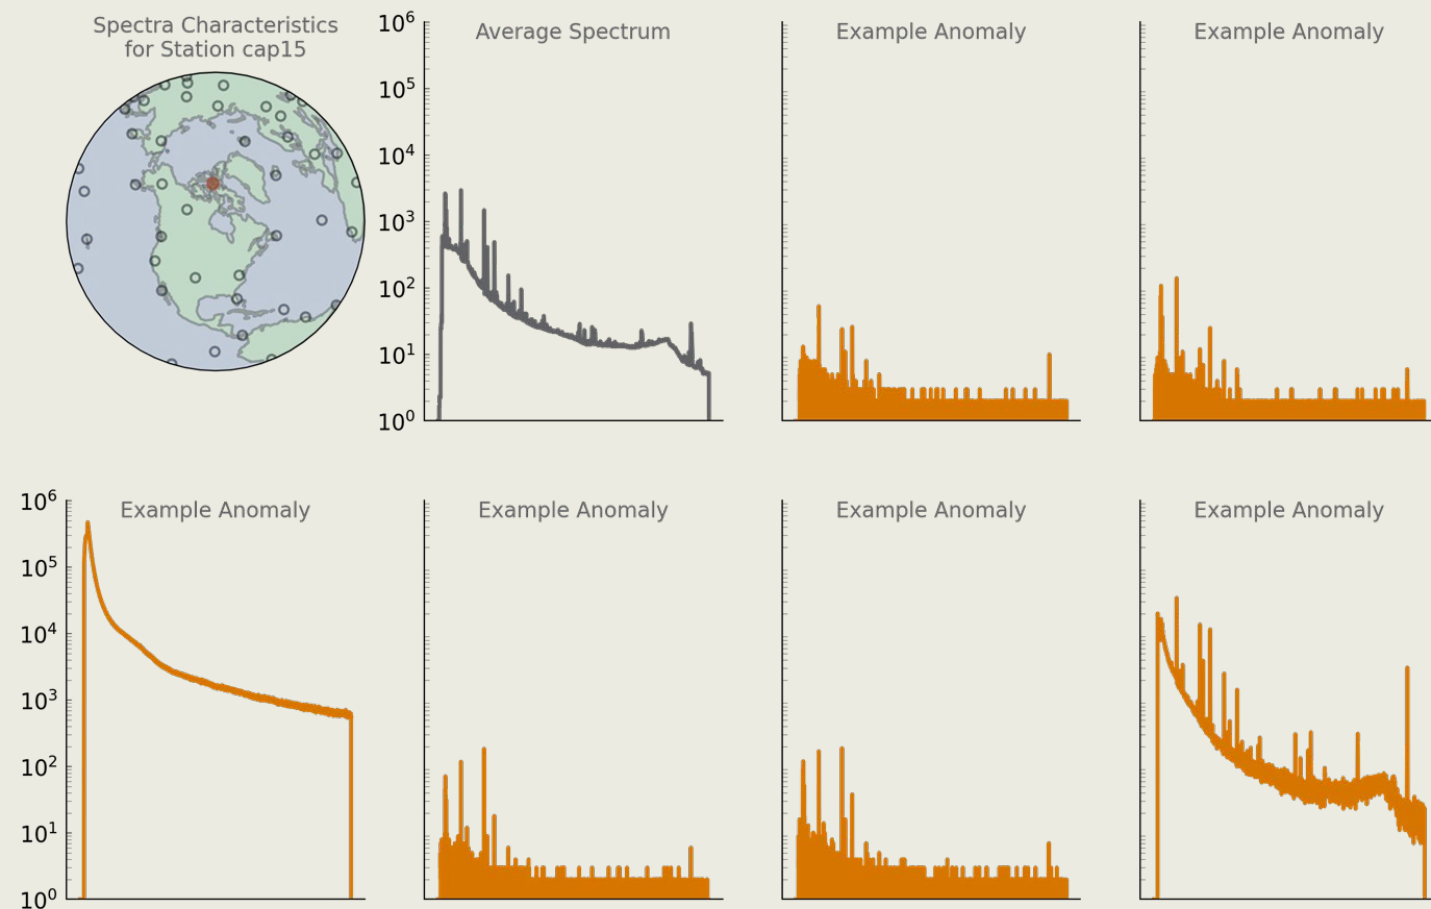 Spectra Characteristics
for Station cap15
Average Spectrum
Example Anomaly
Example Anomaly
10⁶
10⁵
10⁴
10³
10²
10¹
10⁰
Example Anomaly
Example Anomaly
Example Anomaly
Example Anomaly
10⁶
10⁵
10⁴
10³
10²
10¹
10⁰